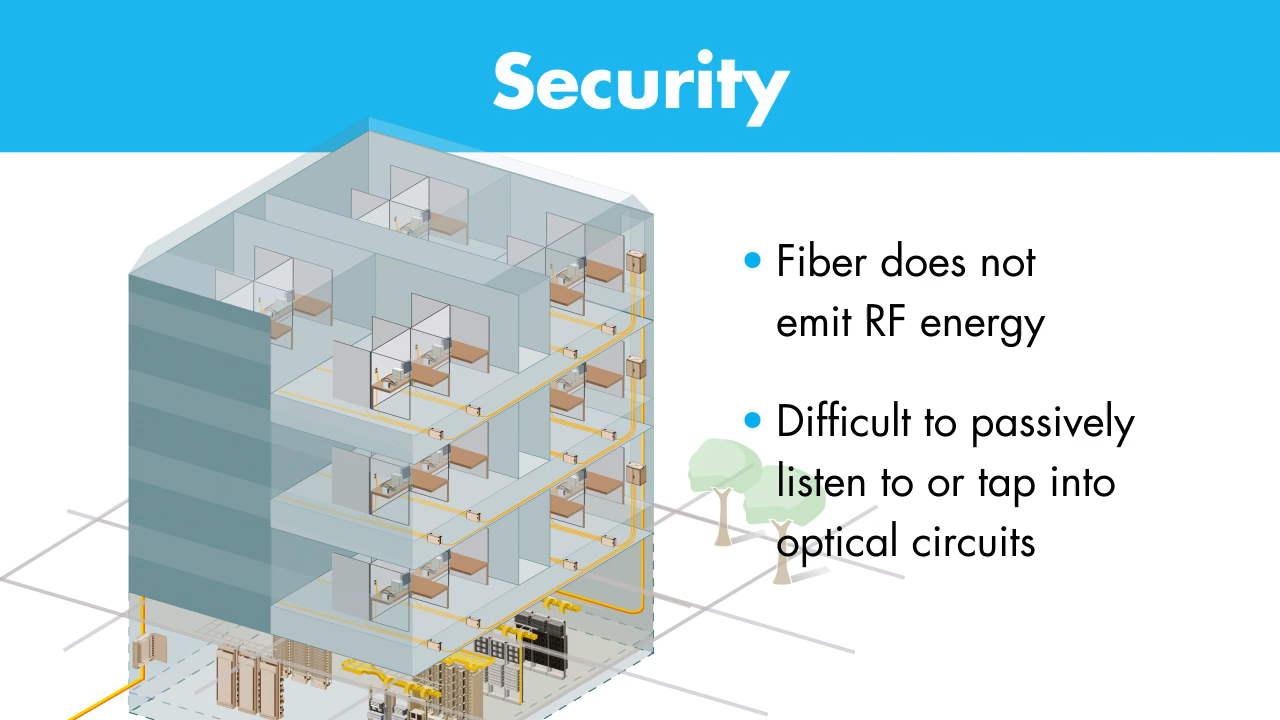 Security
• Fiber does not
emit RF energy
• Difficult to passively
listen to or tap into
optical circuits